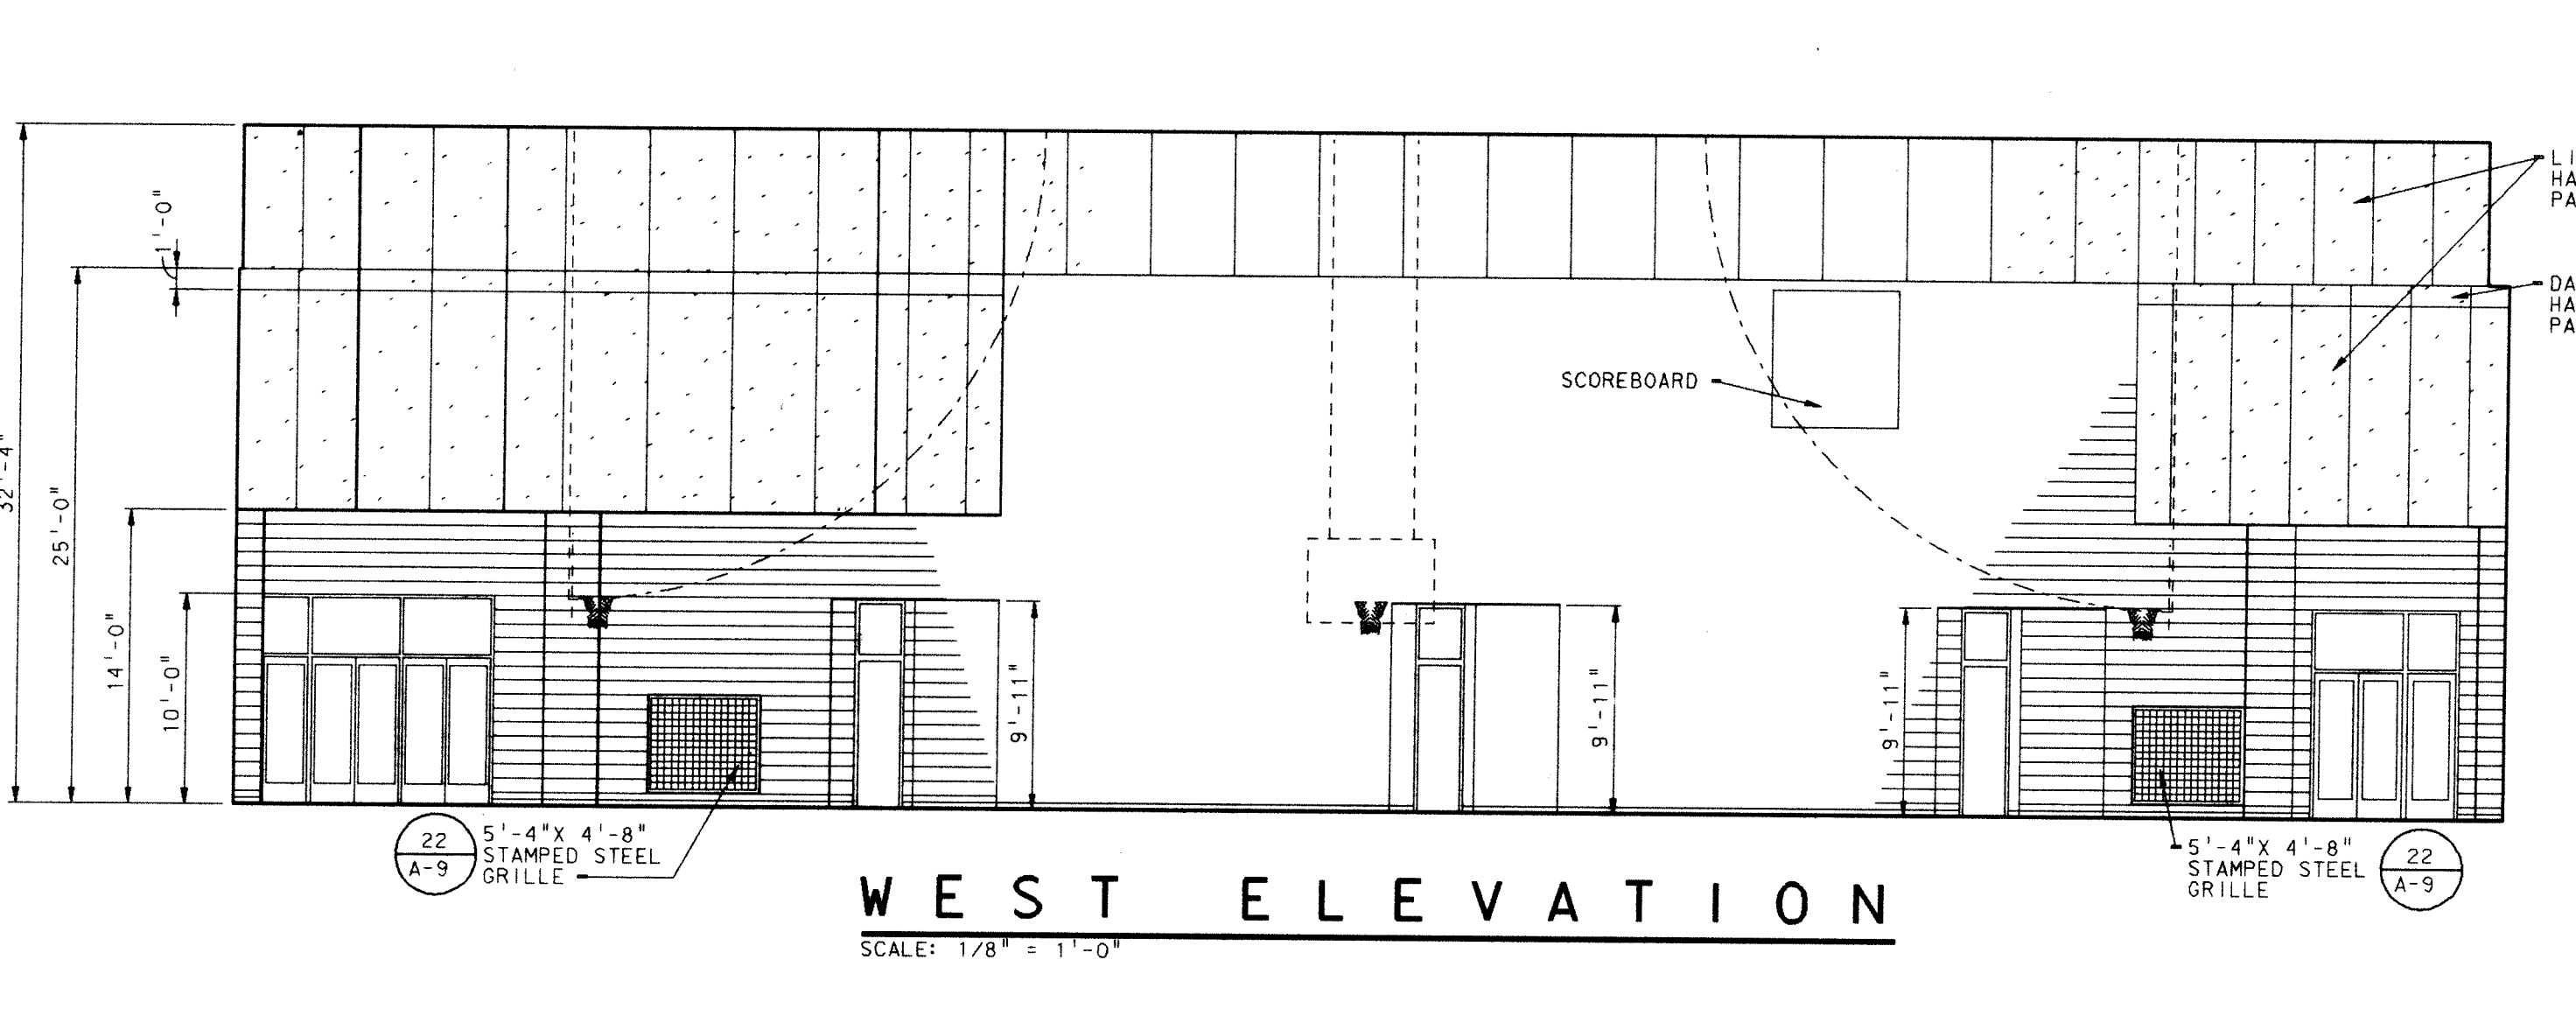 LI
HA
PA
1'-0"
DA
HA
PA
SCOREBOARD
32'-4"
25'-0"
14'-0"
10'-0"
9'-11"
9'-11"
9'-11"
22
A-9
5'-4"X 4'-8"
STAMPED STEEL
GRILLE
5'-4"X 4'-8"
STAMPED STEEL
GRILLE
22
A-9
WEST ELEVATION
SCALE: 1/8" = 1'-0"